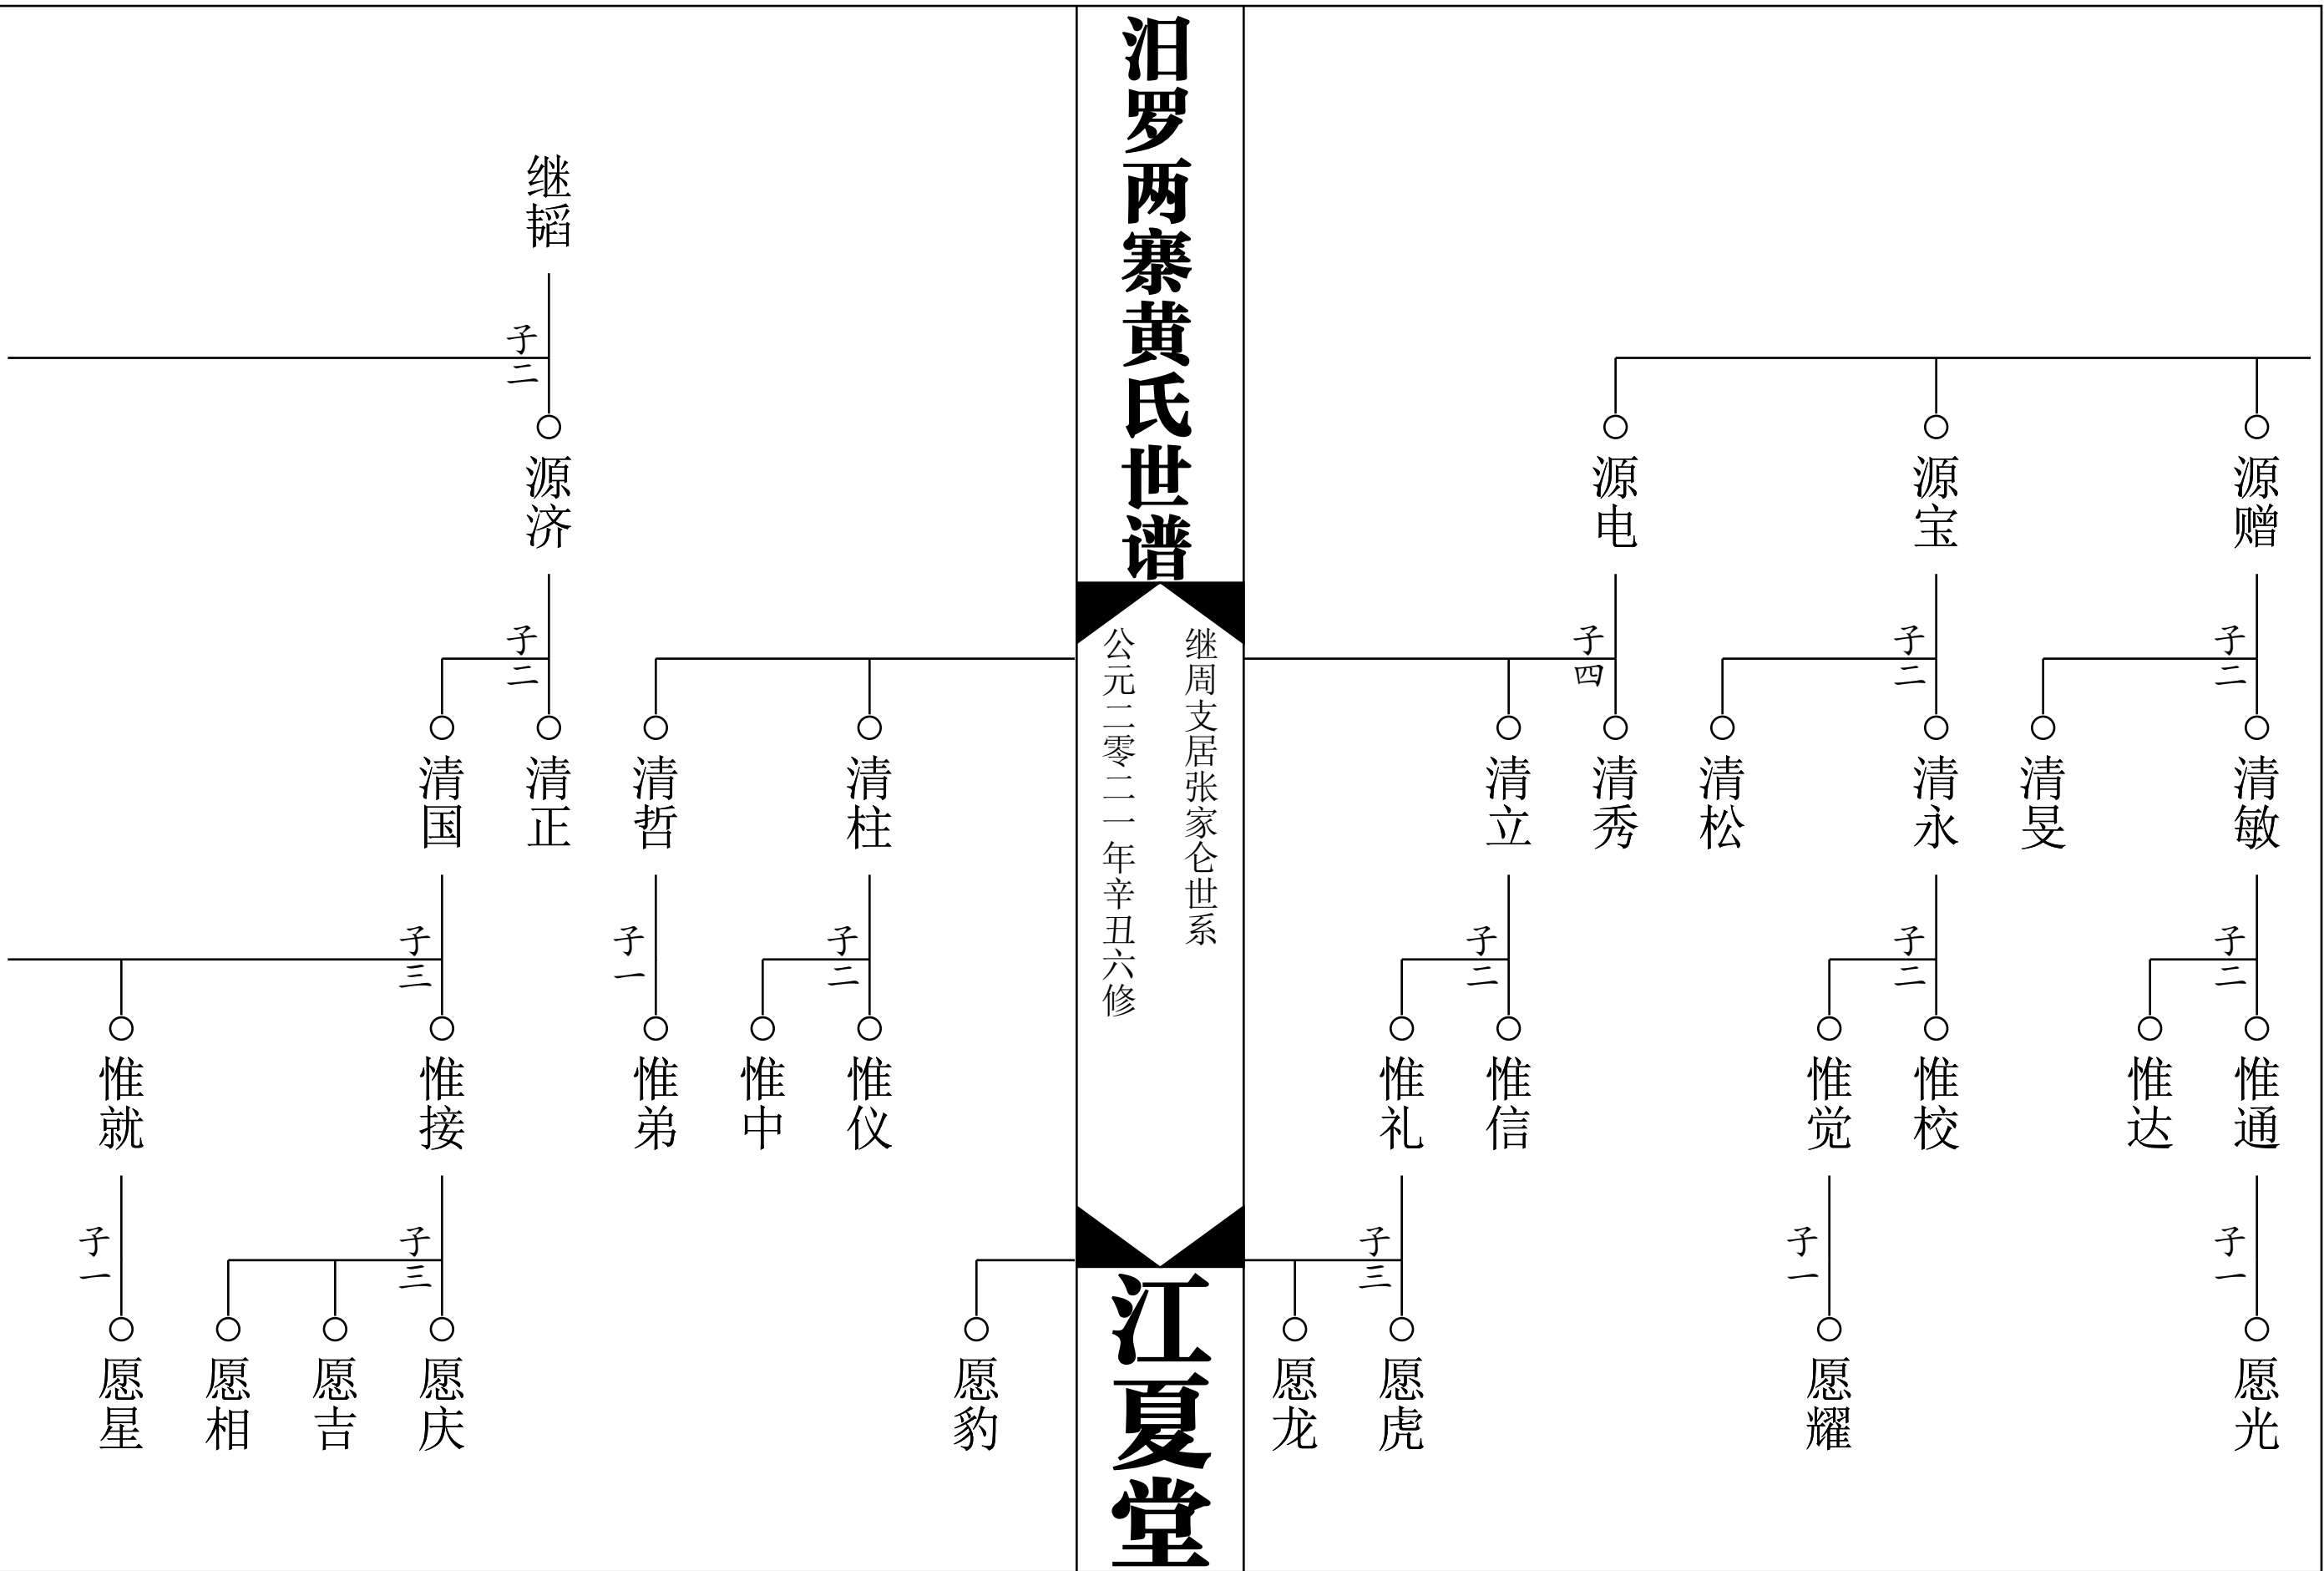 汨罗两寨黄氏世谱
继周支居张家仑世系
公元二零二一年辛丑六修
江夏堂
源赠
源宝
源电
子二
子二
子四
清敏
清旻
清永
清松
清秀
清立
子二
子二
子二
惟通
惟达
惟校
惟觉
惟信
惟礼
子一
子一
子三
愿光
愿耀
愿虎
愿龙
继韬
子二
源济
子二
清柱
清哲
清正
清国
子二
子一
子三
惟仪
惟中
惟弟
惟接
惟就
子三
子一
愿豹
愿庆
愿吉
愿相
愿星